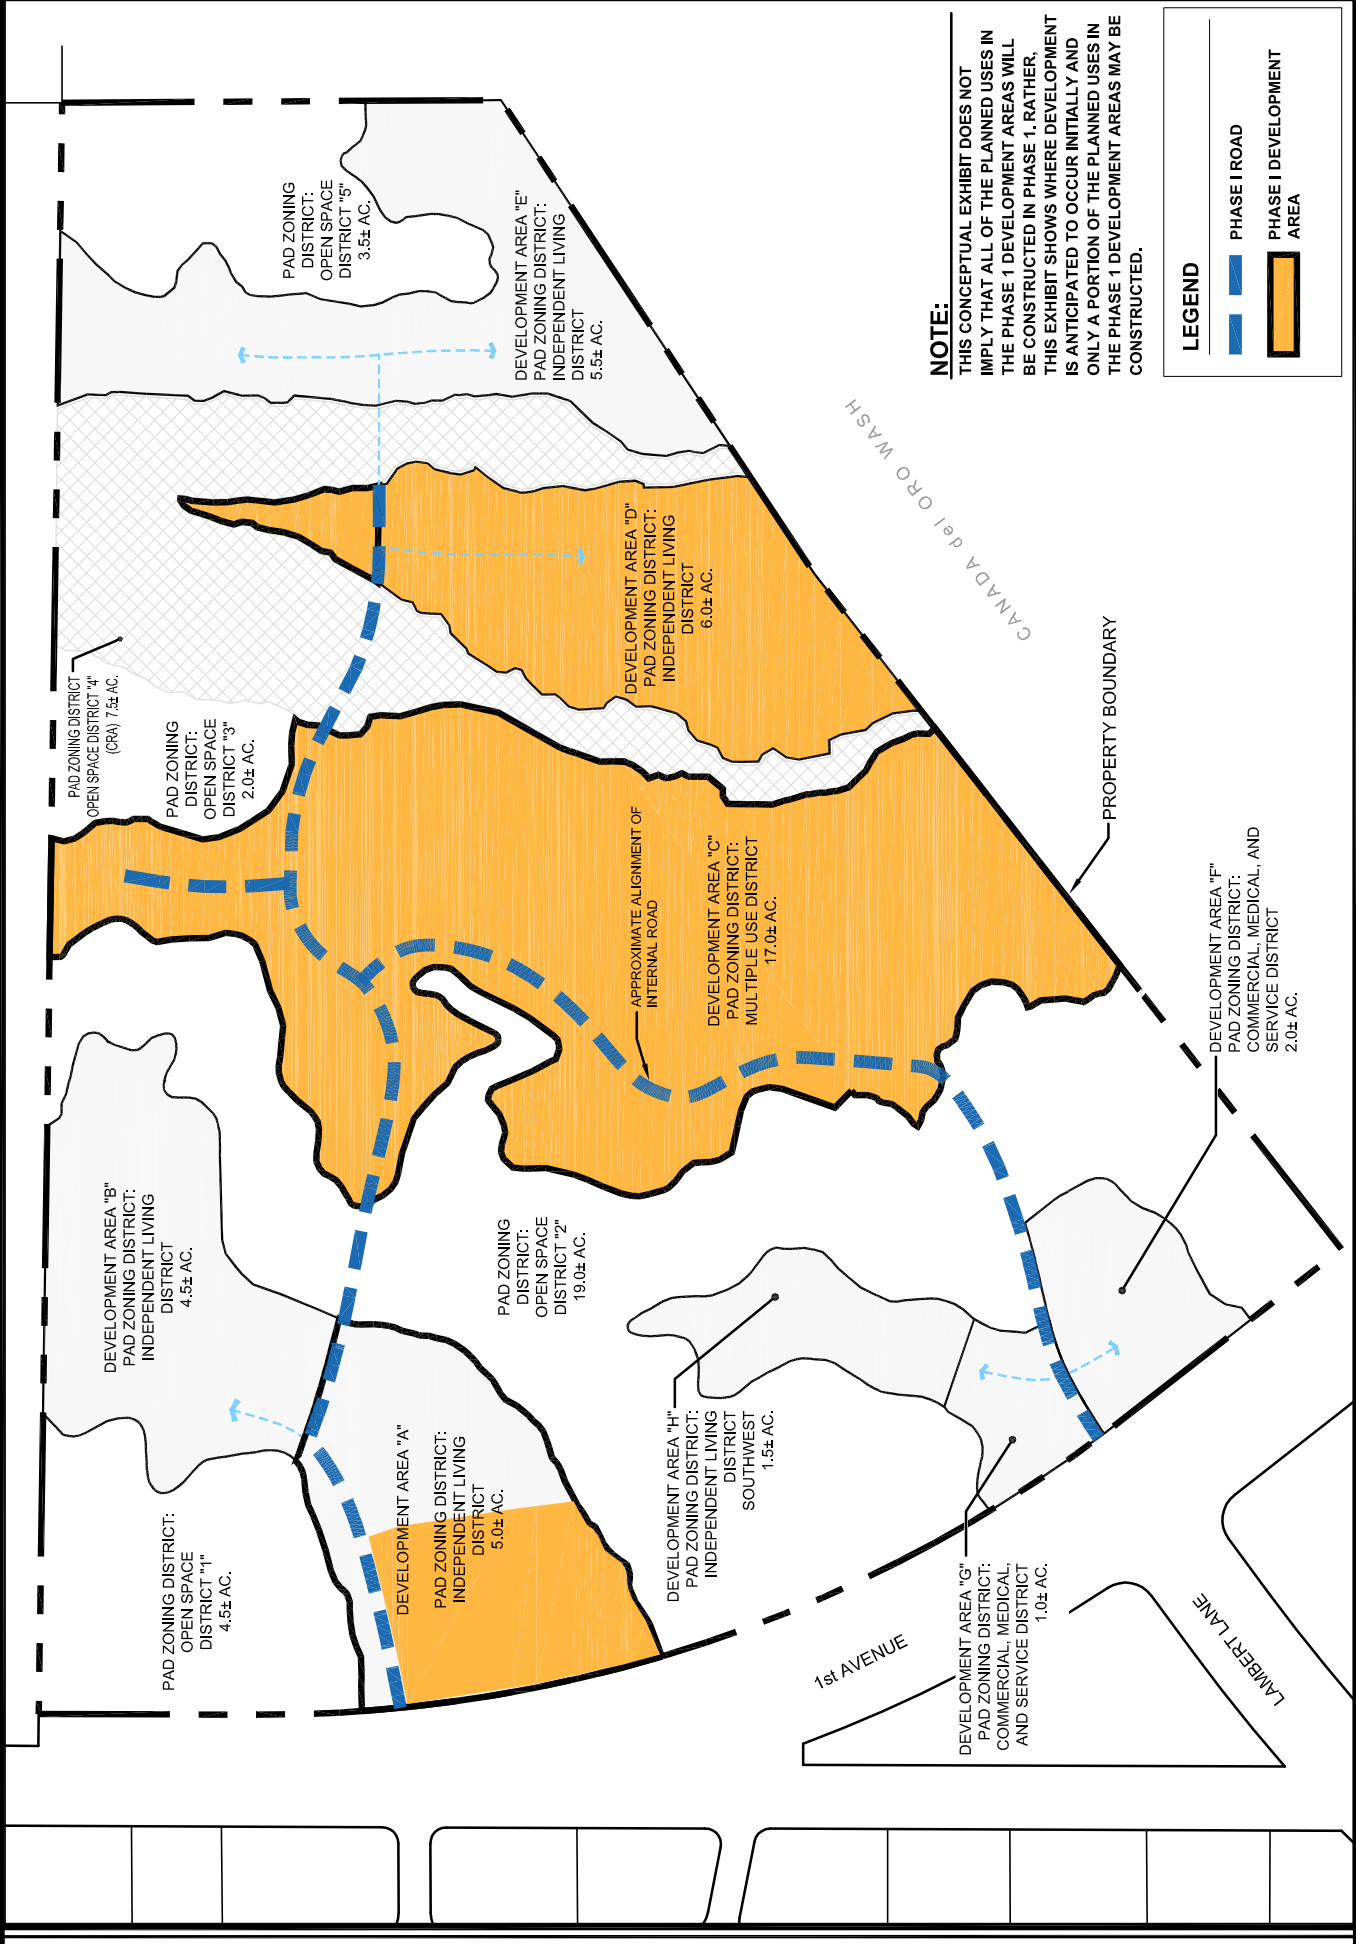 PAD ZONING DISTRICT:
OPEN SPACE
DISTRICT "1"
4.5± AC.
DEVELOPMENT AREA "B"
PAD ZONING DISTRICT:
INDEPENDENT LIVING
DISTRICT
4.5± AC.
PAD ZONING DISTRICT
OPEN SPACE DISTRICT "4"
(CRA) 7.5± AC.
PAD ZONING
DISTRICT:
OPEN SPACE
DISTRICT "3"
2.0± AC.
PAD ZONING
DISTRICT:
OPEN SPACE
DISTRICT "5"
3.5± AC.
DEVELOPMENT AREA "A"
PAD ZONING DISTRICT:
INDEPENDENT LIVING
DISTRICT
5.0± AC.
PAD ZONING
DISTRICT:
OPEN SPACE
DISTRICT "2"
19.0± AC.
DEVELOPMENT AREA "E"
PAD ZONING DISTRICT:
INDEPENDENT LIVING
DISTRICT
5.5± AC.
APPROXIMATE ALIGNMENT OF
INTERNAL ROAD
DEVELOPMENT AREA "D"
PAD ZONING DISTRICT:
INDEPENDENT LIVING
DISTRICT
6.0± AC.
DEVELOPMENT AREA "H"
PAD ZONING DISTRICT:
INDEPENDENT LIVING
DISTRICT
SOUTHWEST
1.5± AC.
DEVELOPMENT AREA "C"
PAD ZONING DISTRICT:
MULTIPLE USE DISTRICT
17.0± AC.
1st AVENUE
CANADA del ORO WASH
DEVELOPMENT AREA "G"
PAD ZONING DISTRICT:
COMMERCIAL, MEDICAL,
AND SERVICE DISTRICT
1.0± AC.
PROPERTY BOUNDARY
LAMBERT LANE
DEVELOPMENT AREA "F"
PAD ZONING DISTRICT:
COMMERCIAL, MEDICAL, AND
SERVICE DISTRICT
2.0± AC.
NOTE:
THIS CONCEPTUAL EXHIBIT DOES NOT
IMPLY THAT ALL OF THE PLANNED USES IN
THE PHASE 1 DEVELOPMENT AREAS WILL
BE CONSTRUCTED IN PHASE 1. RATHER,
THIS EXHIBIT SHOWS WHERE DEVELOPMENT
IS ANTICIPATED TO OCCUR INITIALLY AND
ONLY A PORTION OF THE PLANNED USES IN
THE PHASE 1 DEVELOPMENT AREAS MAY BE
CONSTRUCTED.
LEGEND
PHASE I ROAD
PHASE I DEVELOPMENT
AREA